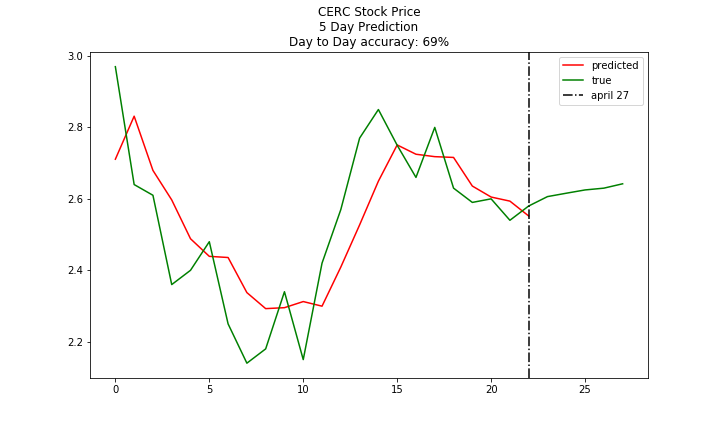 CERC Stock Price
5 Day Prediction
Day to Day accuracy: 69%
3.0
2.8
2.6
2.4
2.2
predicted
true
april 27
0 5 10 15 20 25